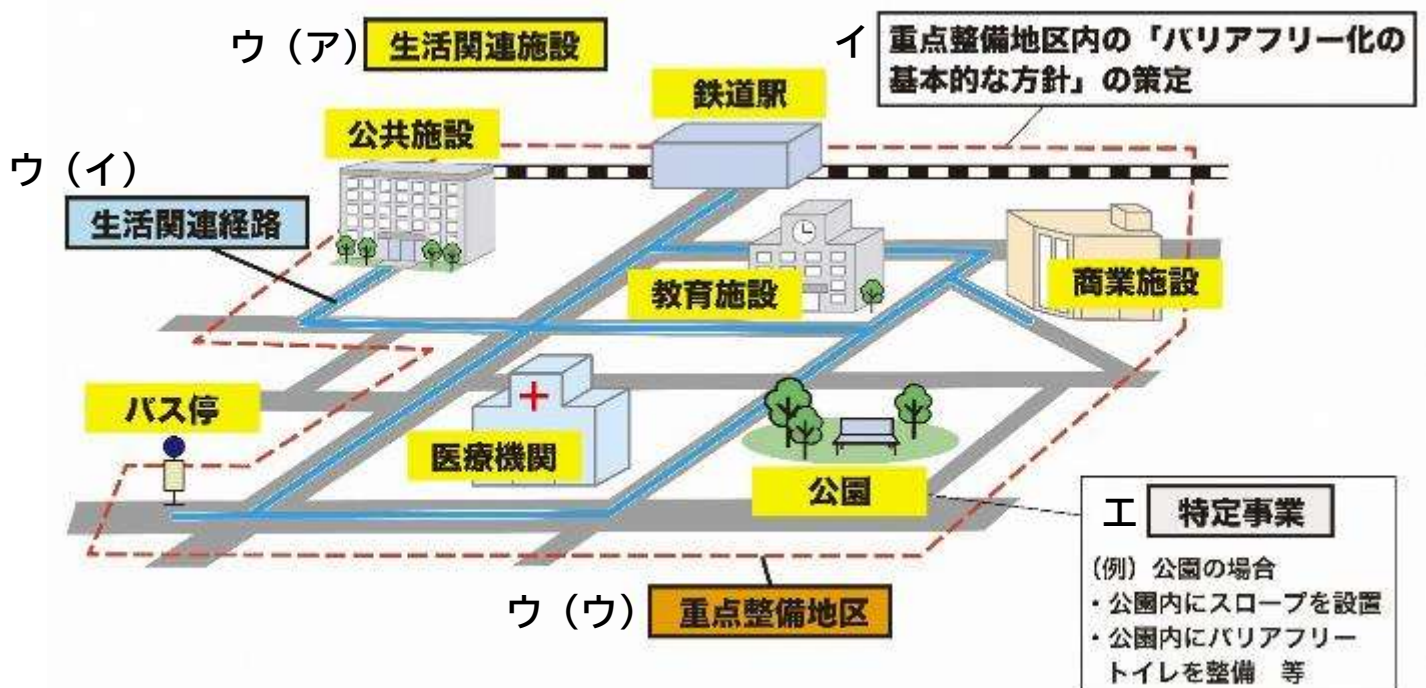 ウ（ア）
生活関連施設
イ
重点整備地区内の「バリアフリー化の
基本的な方針」の策定
鉄道駅
公共施設
ウ（イ）
生活関連経路
教育施設
商業施設
バス停
医療機関
公園
エ
特定事業
（例）公園の場合
・公園内にスロープを設置
・公園内にバリアフリー
トイレを整備　等
ウ（ウ）
重点整備地区